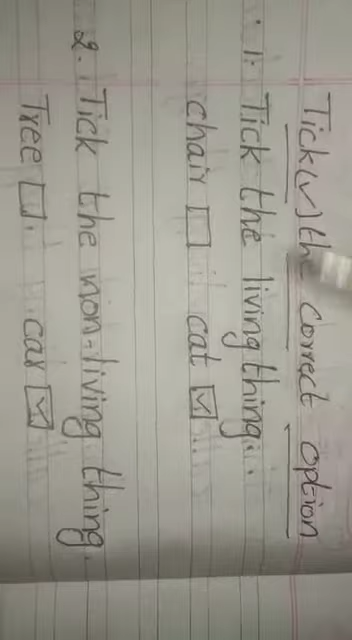 Tick(✓) the correct option
1. Tick the living thing.
chair ☐ cat ☑
2. Tick the non-living thing.
Tree ☐. car ☑